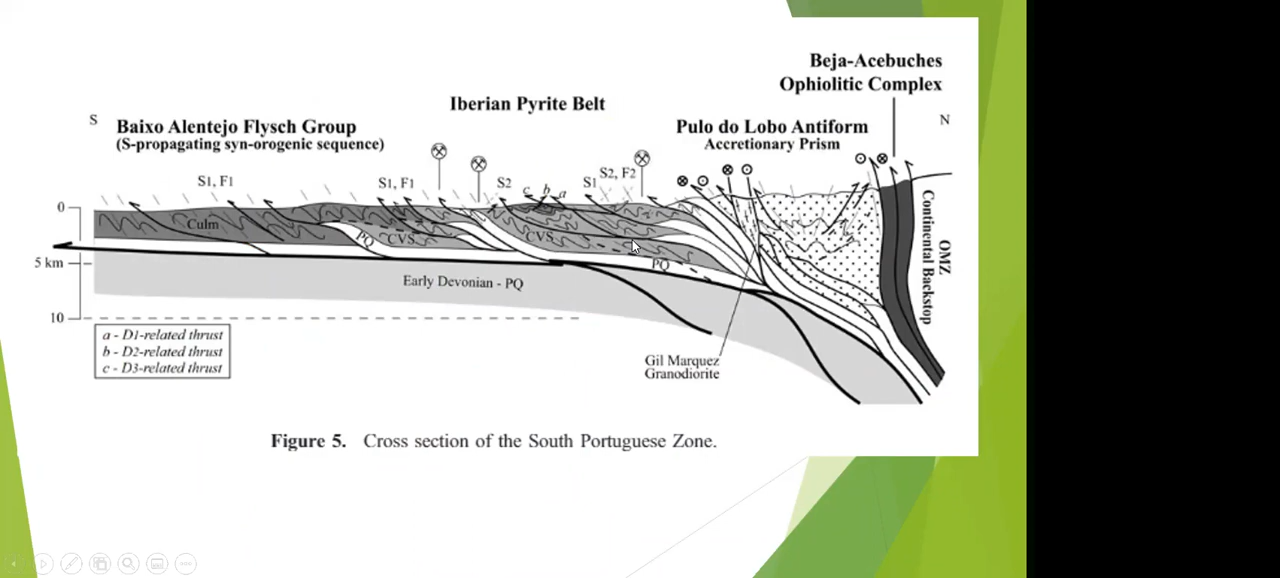 Beja-Acebuches
Ophiolitic Complex
Iberian Pyrite Belt
S
Baixo Alentejo Flysch Group
(S-propagating syn-orogenic sequence)
Pulo do Lobo Antiform
Accretionary Prism
N
S1, F1
S1, F1
S2
c b a
S1
S2, F2
0
Culm
PQ
CVS
CVS
PQ
5 km
Early Devonian - PQ
10
OMZ
Continental Backstop
a - D1-related thrust
b - D2-related thrust
c - D3-related thrust
Gil Marquez
Granodiorite
Figure 5. Cross section of the South Portuguese Zone.